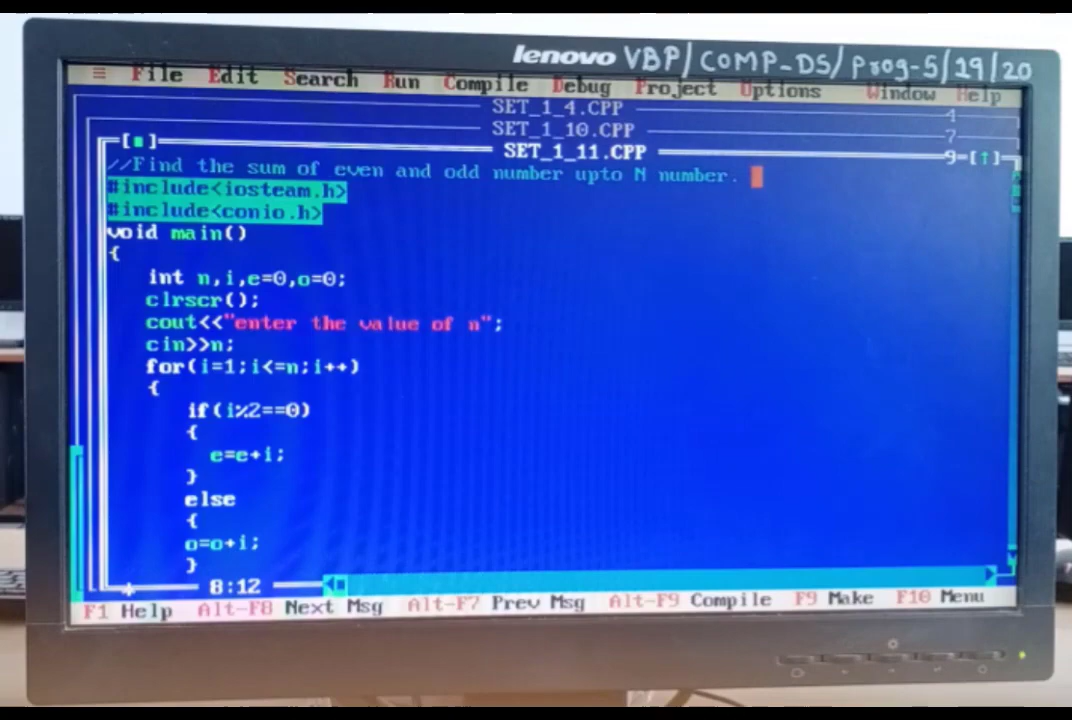 lenovo VBP/COMP-DS/Prog-5/19/20
≡ File Edit Search Run Compile Debug Project Options Window Help
SET_1_4.CPP 4
SET_1_10.CPP 7
[■] SET_1_11.CPP 9=[↑]
//Find the sum of even and odd number upto N number.
#include<iosteam.h>
#include<conio.h>
void main()
{
int n,i,e=0,o=0;
clrscr();
cout<<"enter the value of n";
cin>>n;
for(i=1;i<=n;i++)
{
if(i%2==0)
{
e=e+i;
}
else
{
o=o+i;
}
8:12
F1 Help Alt-F8 Next Msg Alt-F7 Prev Msg Alt-F9 Compile F9 Make F10 Menu